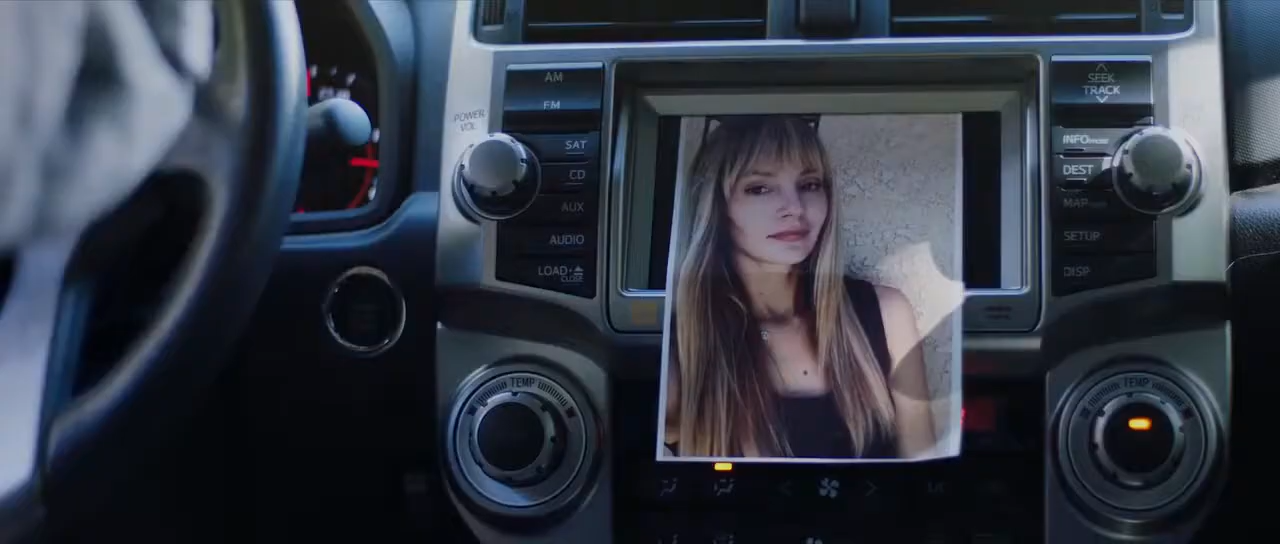 AM
FM
POWER
VOL
SAT
CD
AUX
AUDIO
LOAD
CLOSE
SEEK
TRACK
INFO
DEST
MAP
SETUP
DISP
TEMP
TEMP